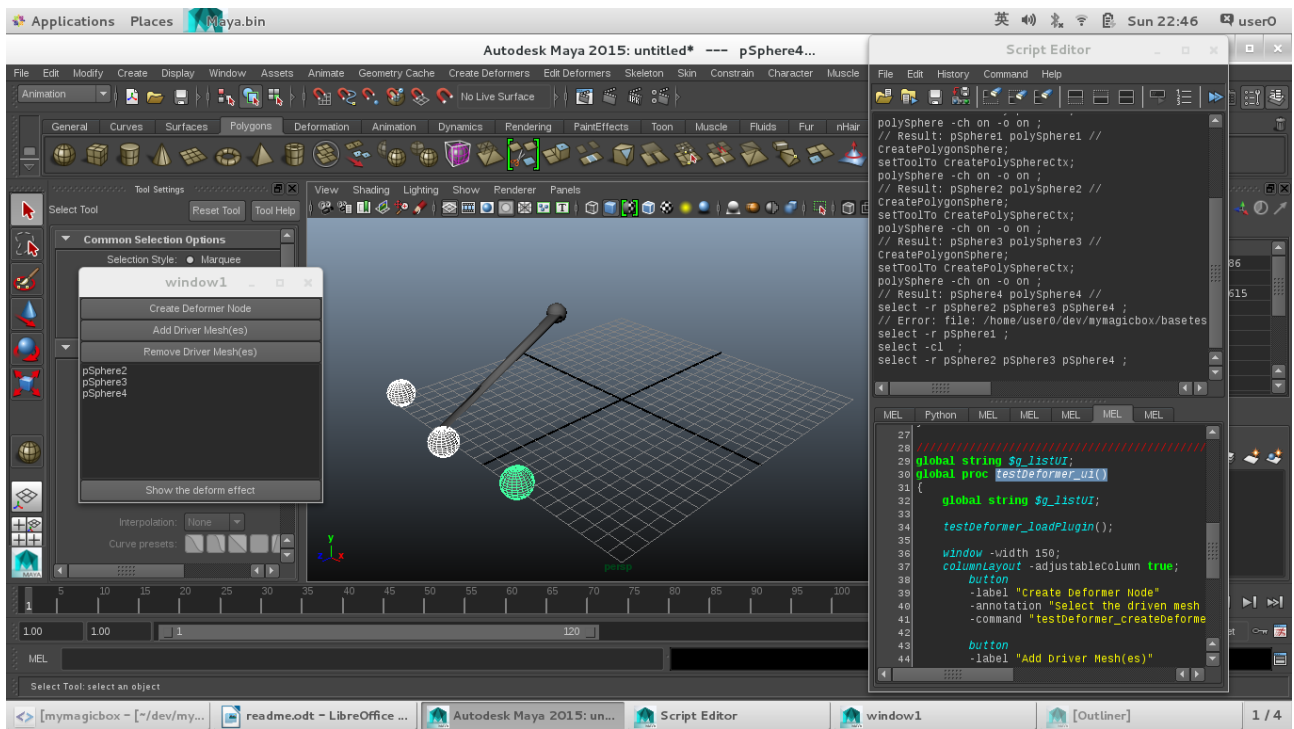 Applications Places Maya.bin 英 Sun 22:46 user0
Autodesk Maya 2015: untitled* --- pSphere4...
File Edit Modify Create Display Window Assets Animate Geometry Cache Create Deformers Edit Deformers Skeleton Skin Constrain Character Muscle
Animation No Live Surface
General Curves Surfaces Polygons Deformation Animation Dynamics Rendering PaintEffects Toon Muscle Fluids Fur nHair
Tool Settings
Select Tool Reset Tool Tool Help
Common Selection Options
Selection Style: Marquee
View Shading Lighting Show Renderer Panels
window1
Create Deformer Node
Add Driver Mesh(es)
Remove Driver Mesh(es)
pSphere2
pSphere3
pSphere4
Show the deform effect
Interpolation: None
Curve presets:
MAYA
y
z x
persp
Script Editor
File Edit History Command Help
polySphere -ch on -o on ;
// Result: pSphere1 polySphere1 //
CreatePolygonSphere;
setToolTo CreatePolySphereCtx;
polySphere -ch on -o on ;
// Result: pSphere2 polySphere2 //
CreatePolygonSphere;
setToolTo CreatePolySphereCtx;
polySphere -ch on -o on ;
// Result: pSphere3 polySphere3 //
CreatePolygonSphere;
setToolTo CreatePolySphereCtx;
polySphere -ch on -o on ;
// Result: pSphere4 polySphere4 //
select -r pSphere2 pSphere3 pSphere4 ;
// Error: file: /home/user0/dev/mymagicbox/basetes
select -r pSphere1 ;
select -cl ;
select -r pSphere2 pSphere3 pSphere4 ;
86
615
MEL Python MEL MEL MEL MEL MEL
27
28 ////////////////////////////////////////////
29 global string $g_listUI;
30 global proc testDeformer_ui()
31 {
32 global string $g_listUI;
33
34 testDeformer_loadPlugin();
35
36 window -width 150;
37 columnLayout -adjustableColumn true;
38 button
39 -label "Create Deformer Node"
40 -annotation "Select the driven mesh
41 -command "testDeformer_createDeforme
42
43 button
44 -label "Add Driver Mesh(es)"
1 5 10 15 20 25 30 35 40 45 50 55 60 65 70 75 80 85 90 95 100
1.00 1.00 1 120
MEL
Select Tool: select an object
[mymagicbox - [~/dev/my... readme.odt - LibreOffice ... Autodesk Maya 2015: un... Script Editor window1 [Outliner] 1 / 4